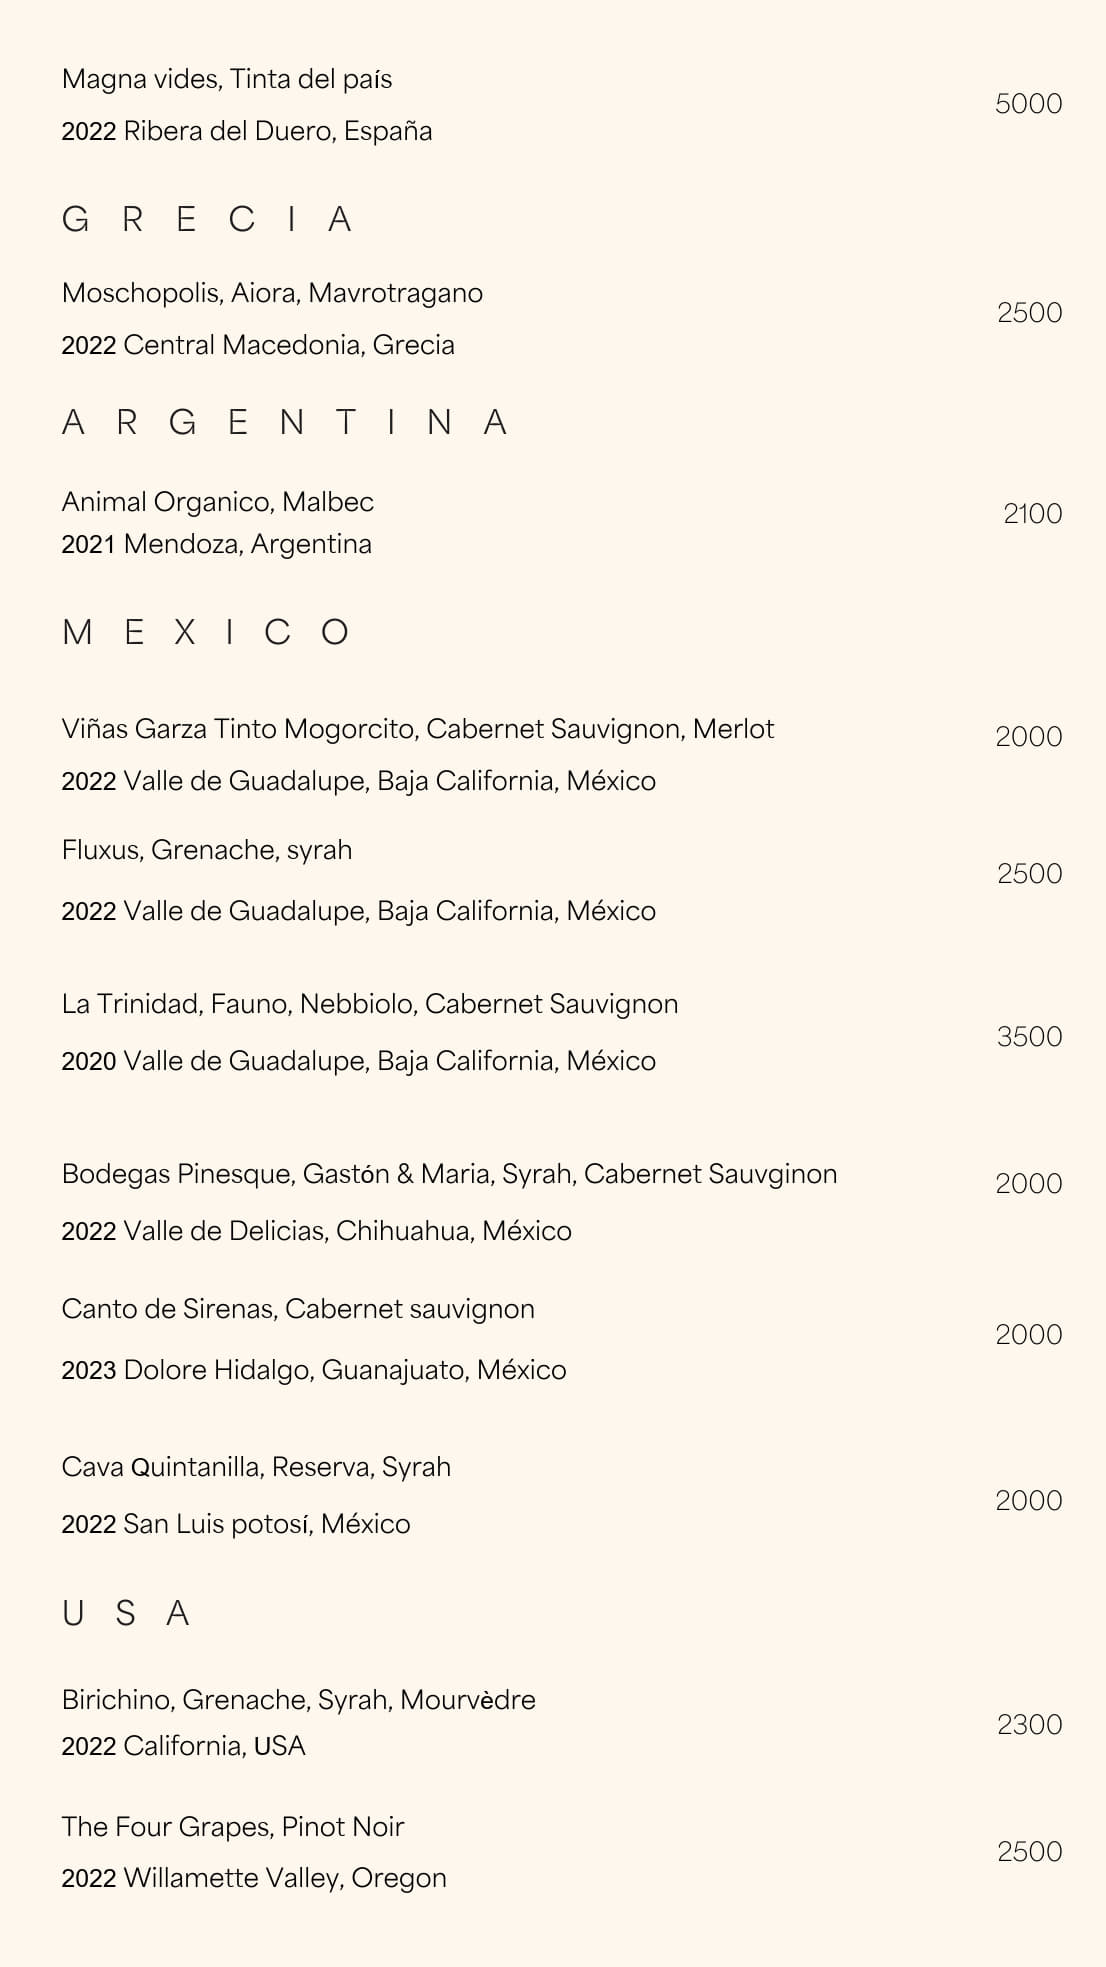 Magna vides, Tinta del país
5000
2022 Ribera del Duero, España
GRECIA
Moschopolis, Aiora, Mavrotragano
2500
2022 Central Macedonia, Grecia
ARGENTINA
Animal Organico, Malbec
2100
2021 Mendoza, Argentina
MEXICO
Viñas Garza Tinto Mogorcito, Cabernet Sauvignon, Merlot
2000
2022 Valle de Guadalupe, Baja California, México
Fluxus, Grenache, syrah
2500
2022 Valle de Guadalupe, Baja California, México
La Trinidad, Fauno, Nebbiolo, Cabernet Sauvignon
3500
2020 Valle de Guadalupe, Baja California, México
Bodegas Pinesque, Gastón & Maria, Syrah, Cabernet Sauvginon
2000
2022 Valle de Delicias, Chihuahua, México
Canto de Sirenas, Cabernet sauvignon
2000
2023 Dolore Hidalgo, Guanajuato, México
Cava Quintanilla, Reserva, Syrah
2000
2022 San Luis potosí, México
USA
Birichino, Grenache, Syrah, Mourvèdre
2300
2022 California, USA
The Four Grapes, Pinot Noir
2500
2022 Willamette Valley, Oregon